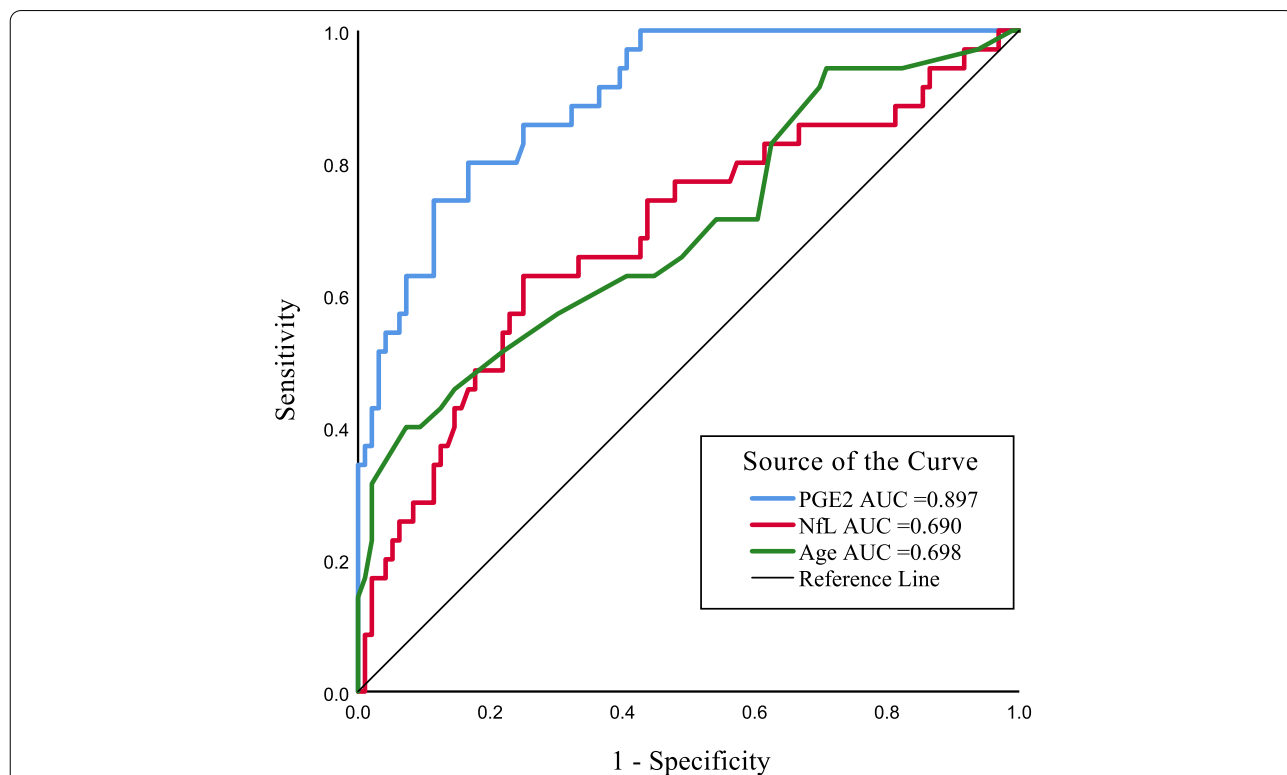 1.0
0.8
0.6
0.4
0.2
0.0
Sensitivity
0.0 0.2 0.4 0.6 0.8 1.0
1 - Specificity
Source of the Curve
PGE2 AUC =0.897
NfL AUC =0.690
Age AUC =0.698
Reference Line